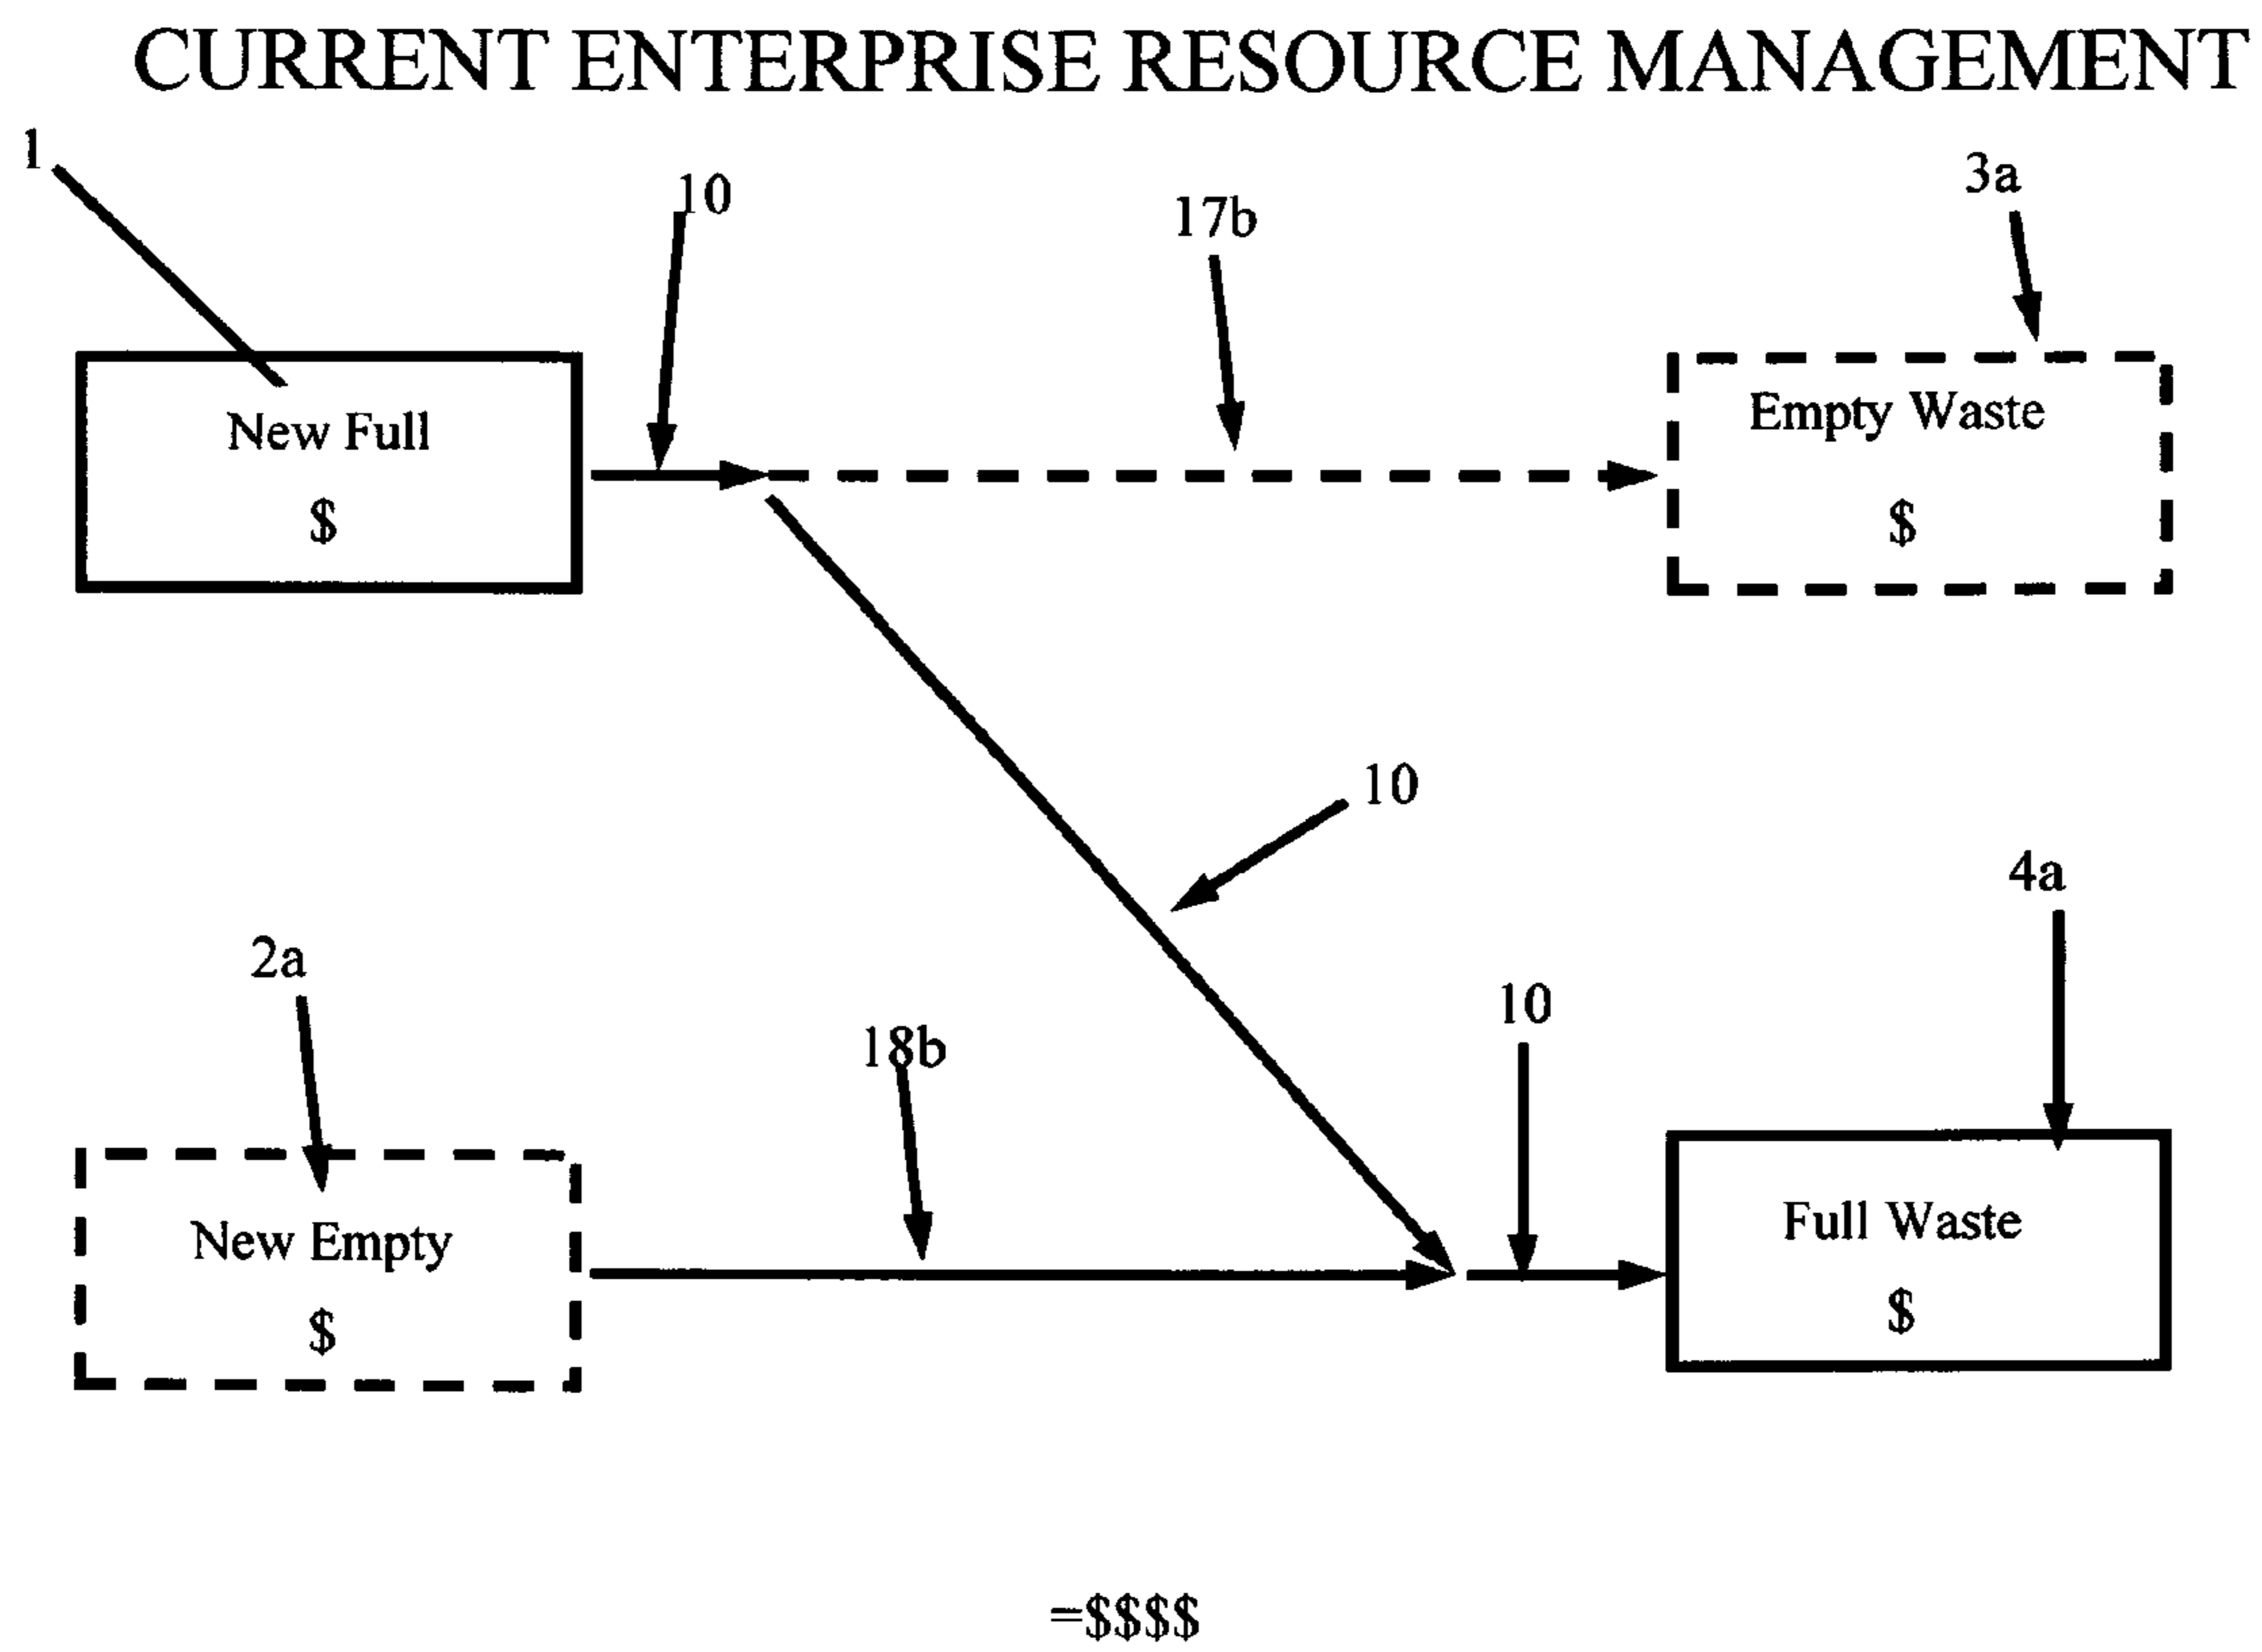 CURRENT ENTERPRISE RESOURCE MANAGEMENT
1
10
17b
3a
New Full
$
Empty Waste
$
10
4a
2a
10
18b
New Empty
$
Full Waste
$
=$$$$